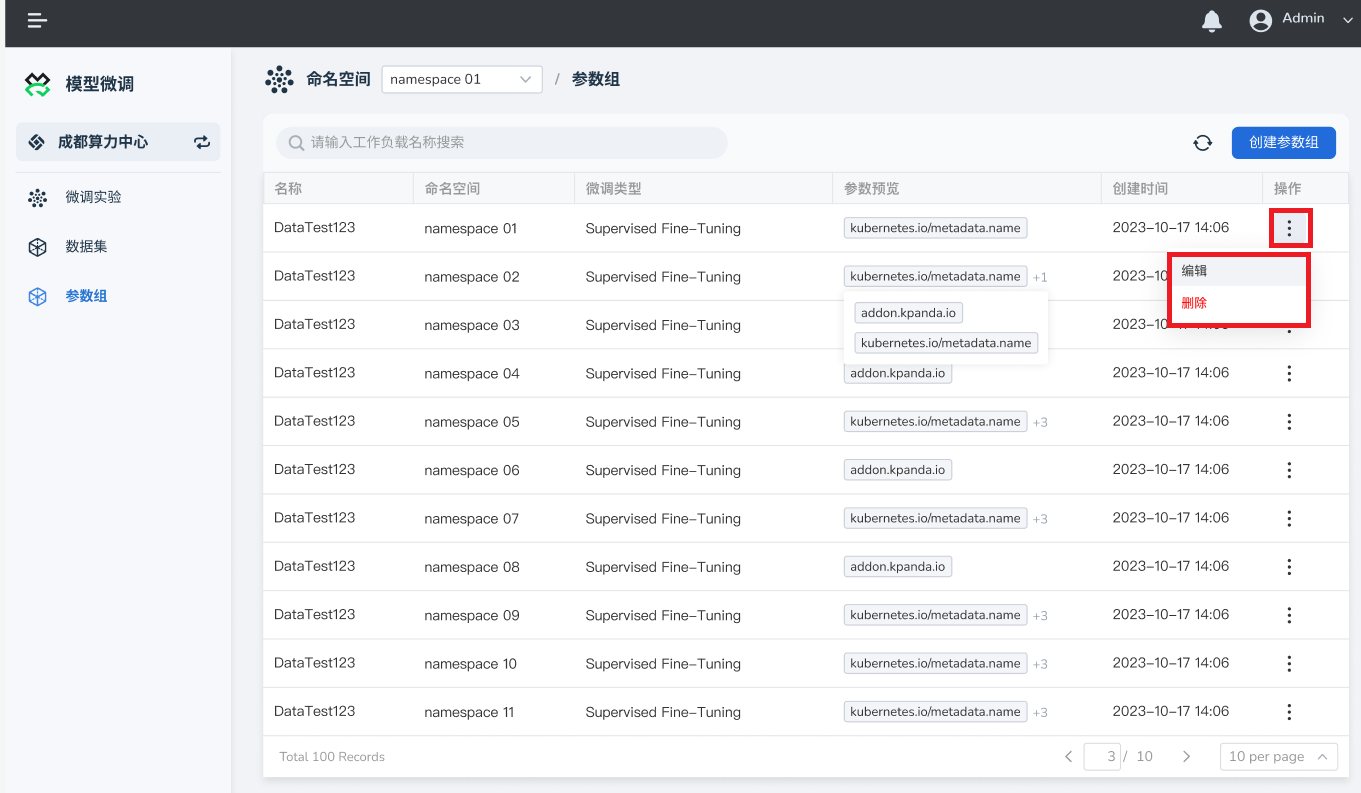 Admin
模型微调
成都算力中心
微调实验
数据集
参数组
命名空间 namespace 01 / 参数组
请输入工作负载名称搜索 创建参数组
名称 命名空间 微调类型 参数预览 创建时间 操作
DataTest123 namespace 01 Supervised Fine-Tuning kubernetes.io/metadata.name 2023-10-17 14:06
编辑
删除
DataTest123 namespace 02 Supervised Fine-Tuning kubernetes.io/metadata.name +1 2023-10
addon.kpanda.io
kubernetes.io/metadata.name
DataTest123 namespace 03 Supervised Fine-Tuning 2023-10-17 14:06
DataTest123 namespace 04 Supervised Fine-Tuning addon.kpanda.io 2023-10-17 14:06
DataTest123 namespace 05 Supervised Fine-Tuning kubernetes.io/metadata.name +3 2023-10-17 14:06
DataTest123 namespace 06 Supervised Fine-Tuning addon.kpanda.io 2023-10-17 14:06
DataTest123 namespace 07 Supervised Fine-Tuning kubernetes.io/metadata.name +3 2023-10-17 14:06
DataTest123 namespace 08 Supervised Fine-Tuning addon.kpanda.io 2023-10-17 14:06
DataTest123 namespace 09 Supervised Fine-Tuning kubernetes.io/metadata.name +3 2023-10-17 14:06
DataTest123 namespace 10 Supervised Fine-Tuning kubernetes.io/metadata.name +3 2023-10-17 14:06
DataTest123 namespace 11 Supervised Fine-Tuning kubernetes.io/metadata.name +3 2023-10-17 14:06
Total 100 Records 3 / 10 10 per page